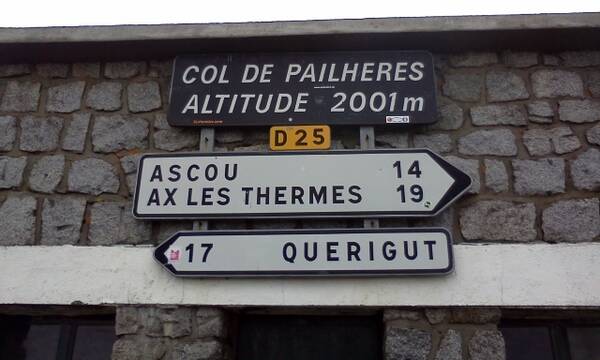 COL DE PAILHERES
ALTITUDE 2001m
D 25
ASCOU 14
AX LES THERMES 19
17 QUERIGUT